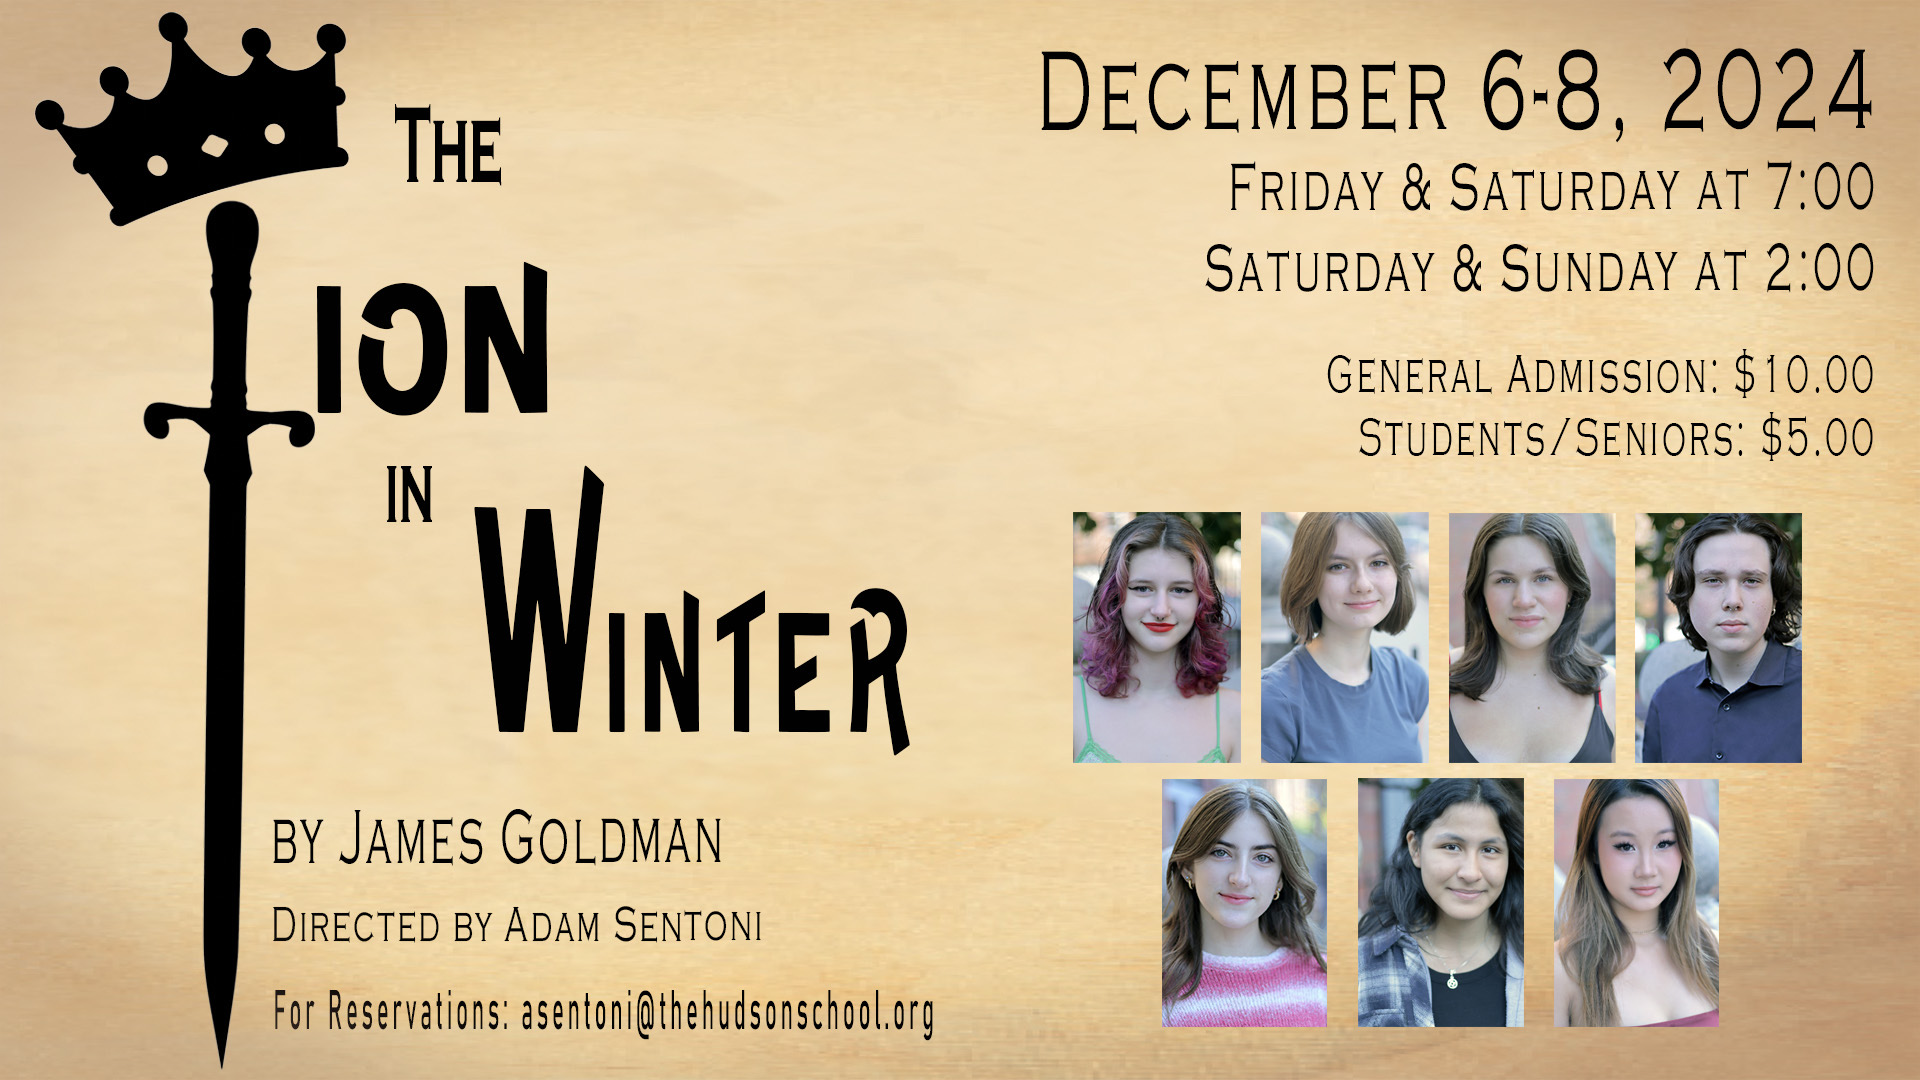 The
Lion
in
Winter
by James Goldman
Directed by Adam Sentoni
For Reservations: asentoni@thehudsonschool.org
December 6-8, 2024
Friday & Saturday at 7:00
Saturday & Sunday at 2:00
General Admission: $10.00
Students/Seniors: $5.00